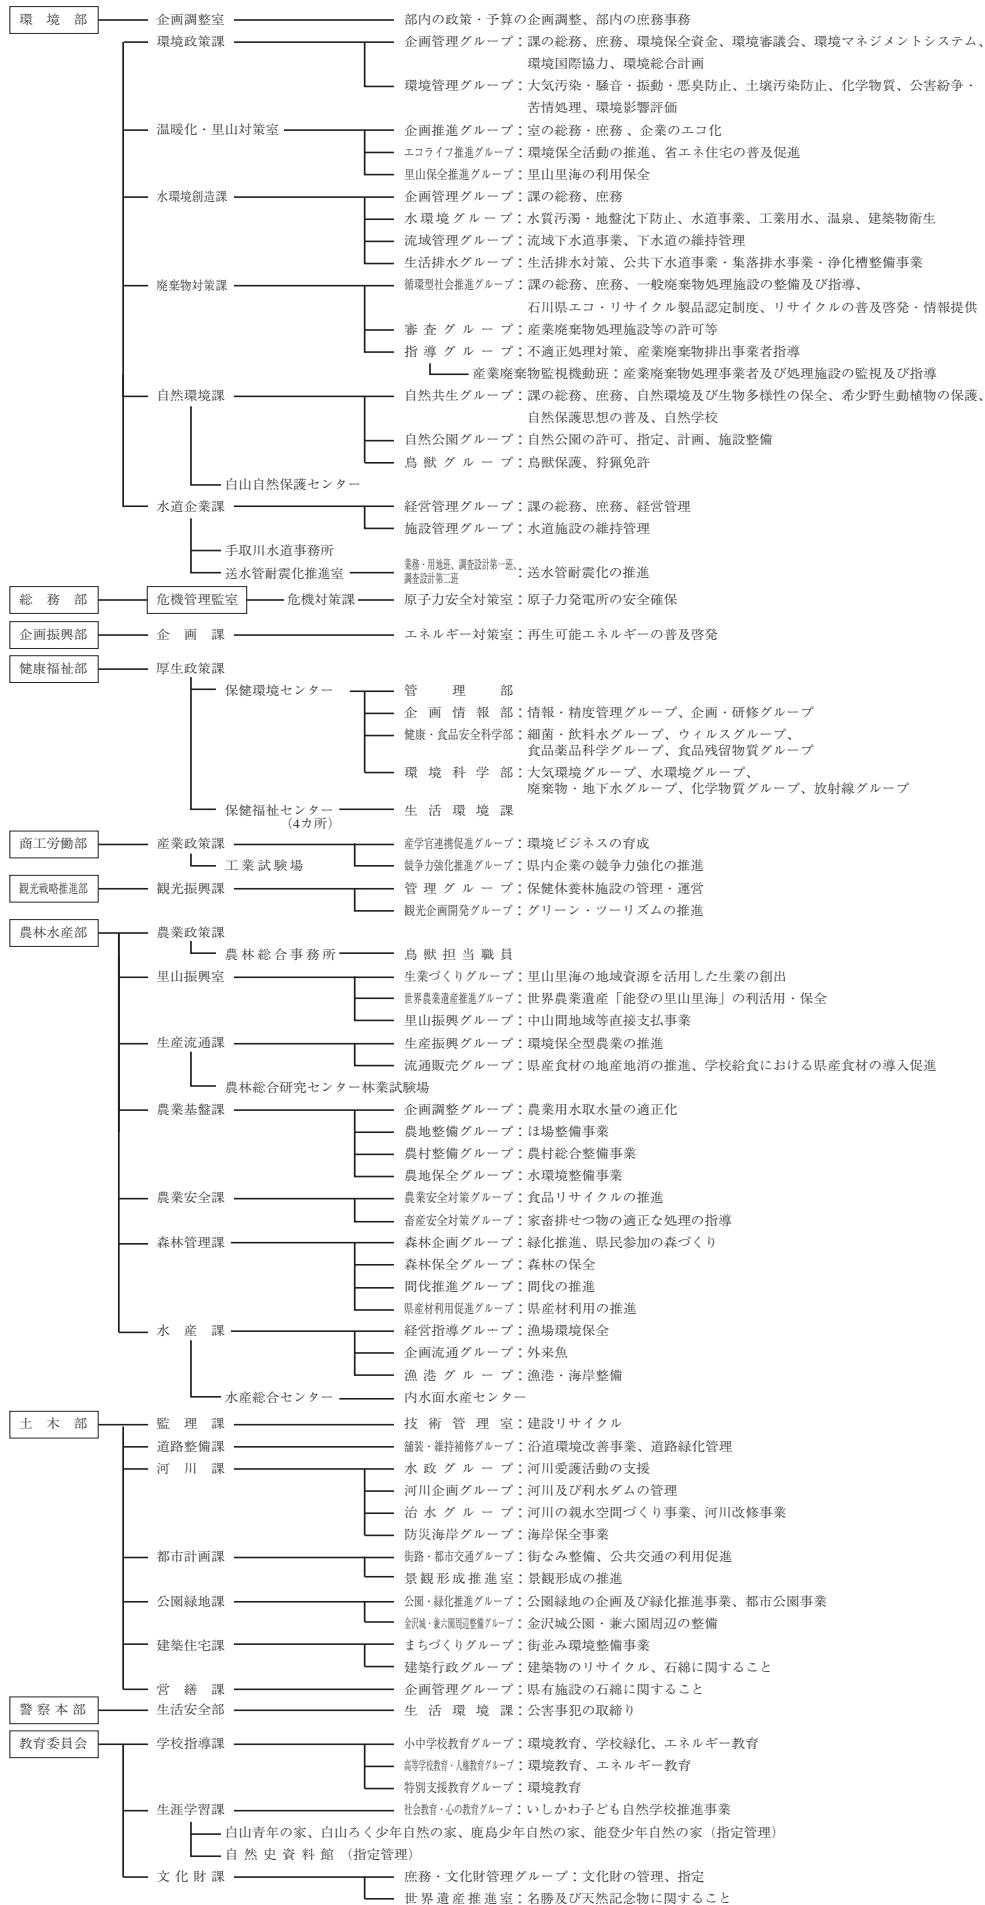 環境部 企画調整室 部内の政策・予算の企画調整、部内の庶務事務
環境政策課 企画管理グループ：課の総務、庶務、環境保全資金、環境審議会、環境マネジメントシステム、
環境国際協力、環境総合計画
環境管理グループ：大気汚染・騒音・振動・悪臭防止、土壌汚染防止、化学物質、公害紛争・
苦情処理、環境影響評価
温暖化・里山対策室 企画推進グループ：室の総務・庶務、企業のエコ化
エコライフ推進グループ：環境保全活動の推進、省エネ住宅の普及促進
里山保全推進グループ：里山里海の利用保全
水環境創造課 企画管理グループ：課の総務、庶務
水環境グループ：水質汚濁・地盤沈下防止、水道事業、工業用水、温泉、建築物衛生
流域管理グループ：流域下水道事業、下水道の維持管理
生活排水グループ：生活排水対策、公共下水道事業・集落排水事業・浄化槽整備事業
廃棄物対策課 循環型社会推進グループ：課の総務、庶務、一般廃棄物処理施設の整備及び指導、
石川県エコ・リサイクル製品認定制度、リサイクルの普及啓発・情報提供
審査グループ：産業廃棄物処理施設等の許可等
指導グループ：不適正処理対策、産業廃棄物排出事業者指導
産業廃棄物監視機動班：産業廃棄物処理事業者及び処理施設の監視及び指導
自然環境課 自然共生グループ：課の総務、庶務、自然環境及び生物多様性の保全、希少野生動植物の保護、
自然保護思想の普及、自然学校
自然公園グループ：自然公園の許可、指定、計画、施設整備
鳥獣グループ：鳥獣保護、狩猟免許
白山自然保護センター
水道企業課 経営管理グループ：課の総務、庶務、経営管理
施設管理グループ：水道施設の維持管理
手取川水道事務所
送水管耐震化推進室 業務・用地班、調査設計第一班、調査設計第二班：送水管耐震化の推進
総務部 危機管理監室 危機対策課 原子力安全対策室：原子力発電所の安全確保
企画振興部 企画課 エネルギー対策室：再生可能エネルギーの普及啓発
健康福祉部 厚生政策課
保健環境センター 管理部
企画情報部：情報・精度管理グループ、企画・研修グループ
健康・食品安全科学部：細菌・飲料水グループ、ウィルスグループ、
食品薬品科学グループ、食品残留物質グループ
環境科学部：大気環境グループ、水環境グループ、
廃棄物・地下水グループ、化学物質グループ、放射線グループ
保健福祉センター 生活環境課
（4カ所）
商工労働部 産業政策課 産学官連携促進グループ：環境ビジネスの育成
工業試験場 競争力強化推進グループ：県内企業の競争力強化の推進
観光戦略推進部 観光振興課 管理グループ：保健休養林施設の管理・運営
観光企画開発グループ：グリーン・ツーリズムの推進
農林水産部 農業政策課
農林総合事務所 鳥獣担当職員
里山振興室 生業づくりグループ：里山里海の地域資源を活用した生業の創出
世界農業遺産推進グループ：世界農業遺産「能登の里山里海」の利活用・保全
里山振興グループ：中山間地域等直接支払事業
生産流通課 生産振興グループ：環境保全型農業の推進
流通販売グループ：県産食材の地産地消の推進、学校給食における県産食材の導入促進
農林総合研究センター林業試験場
農業基盤課 企画調整グループ：農業用水取水量の適正化
農地整備グループ：ほ場整備事業
農村整備グループ：農村総合整備事業
農地保全グループ：水環境整備事業
農業安全課 農業安全対策グループ：食品リサイクルの推進
畜産安全対策グループ：家畜排せつ物の適正な処理の指導
森林管理課 森林企画グループ：緑化推進、県民参加の森づくり
森林保全グループ：森林の保全
間伐推進グループ：間伐の推進
県産材利用促進グループ：県産材利用の推進
水産課 経営指導グループ：漁場環境保全
企画流通グループ：外来魚
漁港グループ：漁港・海岸整備
水産総合センター 内水面水産センター
土木部 監理課 技術管理室：建設リサイクル
道路整備課 舗装・維持補修グループ：沿道環境改善事業、道路緑化管理
河川課 水政グループ：河川愛護活動の支援
河川企画グループ：河川及び利水ダムの管理
治水グループ：河川の親水空間づくり事業、河川改修事業
防災海岸グループ：海岸保全事業
都市計画課 街路・都市交通グループ：街なみ整備、公共交通の利用促進
景観形成推進室：景観形成の推進
公園緑地課 公園・緑化推進グループ：公園緑地の企画及び緑化推進事業、都市公園事業
金沢城・兼六園周辺整備グループ：金沢城公園・兼六園周辺の整備
建築住宅課 まちづくりグループ：街並み環境整備事業
建築行政グループ：建築物のリサイクル、石綿に関すること
営繕課 企画管理グループ：県有施設の石綿に関すること
警察本部 生活安全部 生活環境課：公害事犯の取締り
教育委員会 学校指導課 小中学校教育グループ：環境教育、学校緑化、エネルギー教育
高等学校教育・人権教育グループ：環境教育、エネルギー教育
特別支援教育グループ：環境教育
生涯学習課 社会教育・心の教育グループ：いしかわ子ども自然学校推進事業
白山青年の家、白山ろく少年自然の家、鹿島少年自然の家、能登少年自然の家（指定管理）
自然史資料館（指定管理）
文化財課 庶務・文化財管理グループ：文化財の管理、指定
世界遺産推進室：名勝及び天然記念物に関すること